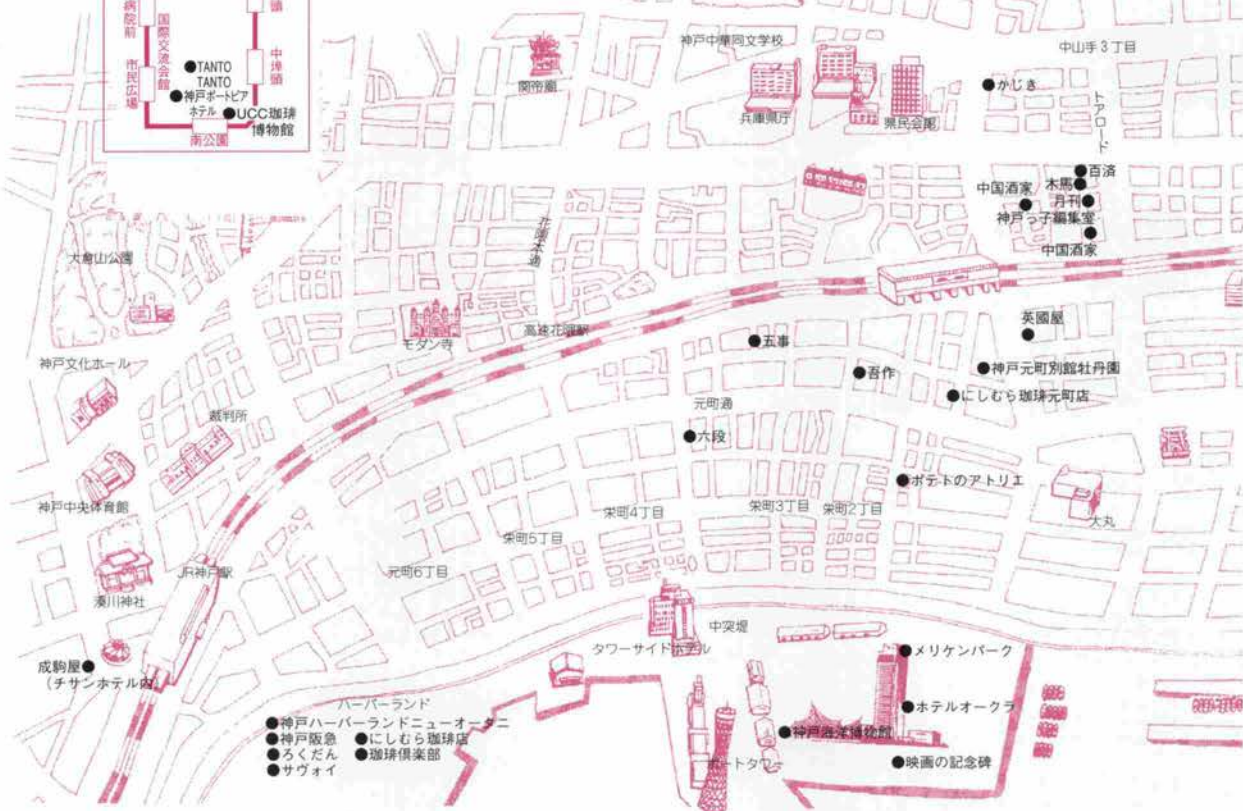 病院前
国際交流会館
市民広場
頭
中埠頭
●TANTO
TANTO
●神戸ポートピア
ホテル
●UCC珈琲
博物館
南公園
関帝廟
神戸中華同文学校
兵庫県庁
県民会館
中山手3丁目
●かじき
トアロード
●百済
木馬●
月刊●
神戸っ子編集室
中国酒家
●
●
中国酒家
大倉山公園
花隈本通
モダン寺
高速花隈駅
神戸文化ホール
裁判所
●五事
●吾作
英國屋
●
●神戸元町別館牡丹園
●にしむら珈琲元町店
元町通
●六段
●ポテトのアトリエ
大丸
神戸中央体育館
栄町5丁目
栄町4丁目
栄町3丁目
栄町2丁目
湊川神社
JR神戸駅
元町6丁目
成駒屋●
(チサンホテル内)
タワーサイドホテル
中突堤
●メリケンパーク
●ホテルオークラ
●神戸海洋博物館
●映画の記念碑
ポートタワー
ハーバーランド
●神戸ハーバーランドニューオータニ
●神戸阪急 ●にしむら珈琲店
●ろくだん ●珈琲倶楽部
●サヴォイ